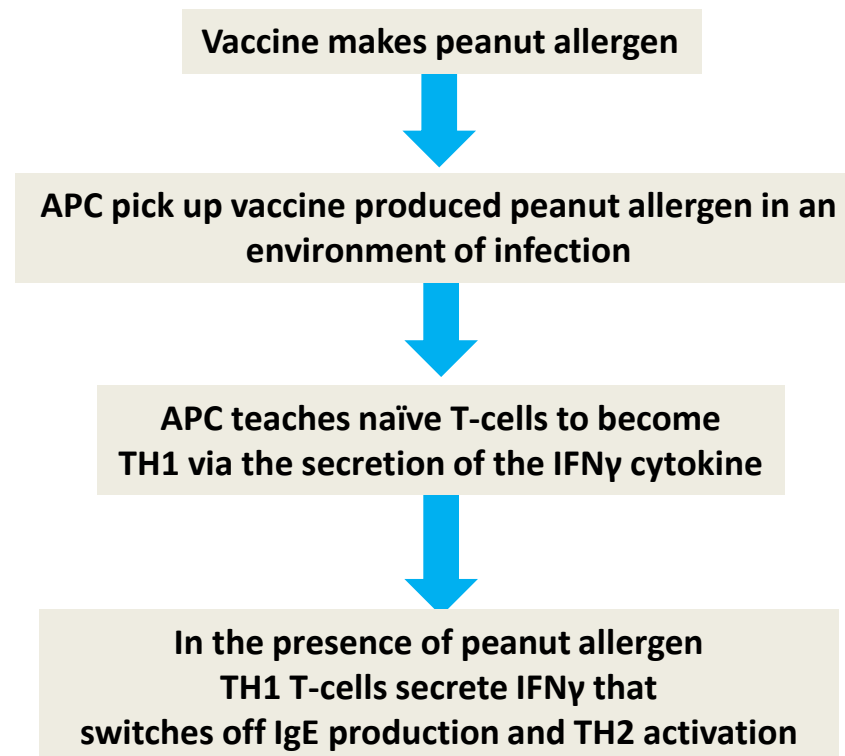 Vaccine makes peanut allergen
APC pick up vaccine produced peanut allergen in an
environment of infection
APC teaches naïve T-cells to become
TH1 via the secretion of the IFNγ cytokine
In the presence of peanut allergen
TH1 T-cells secrete IFNγ that
switches off IgE production and TH2 activation